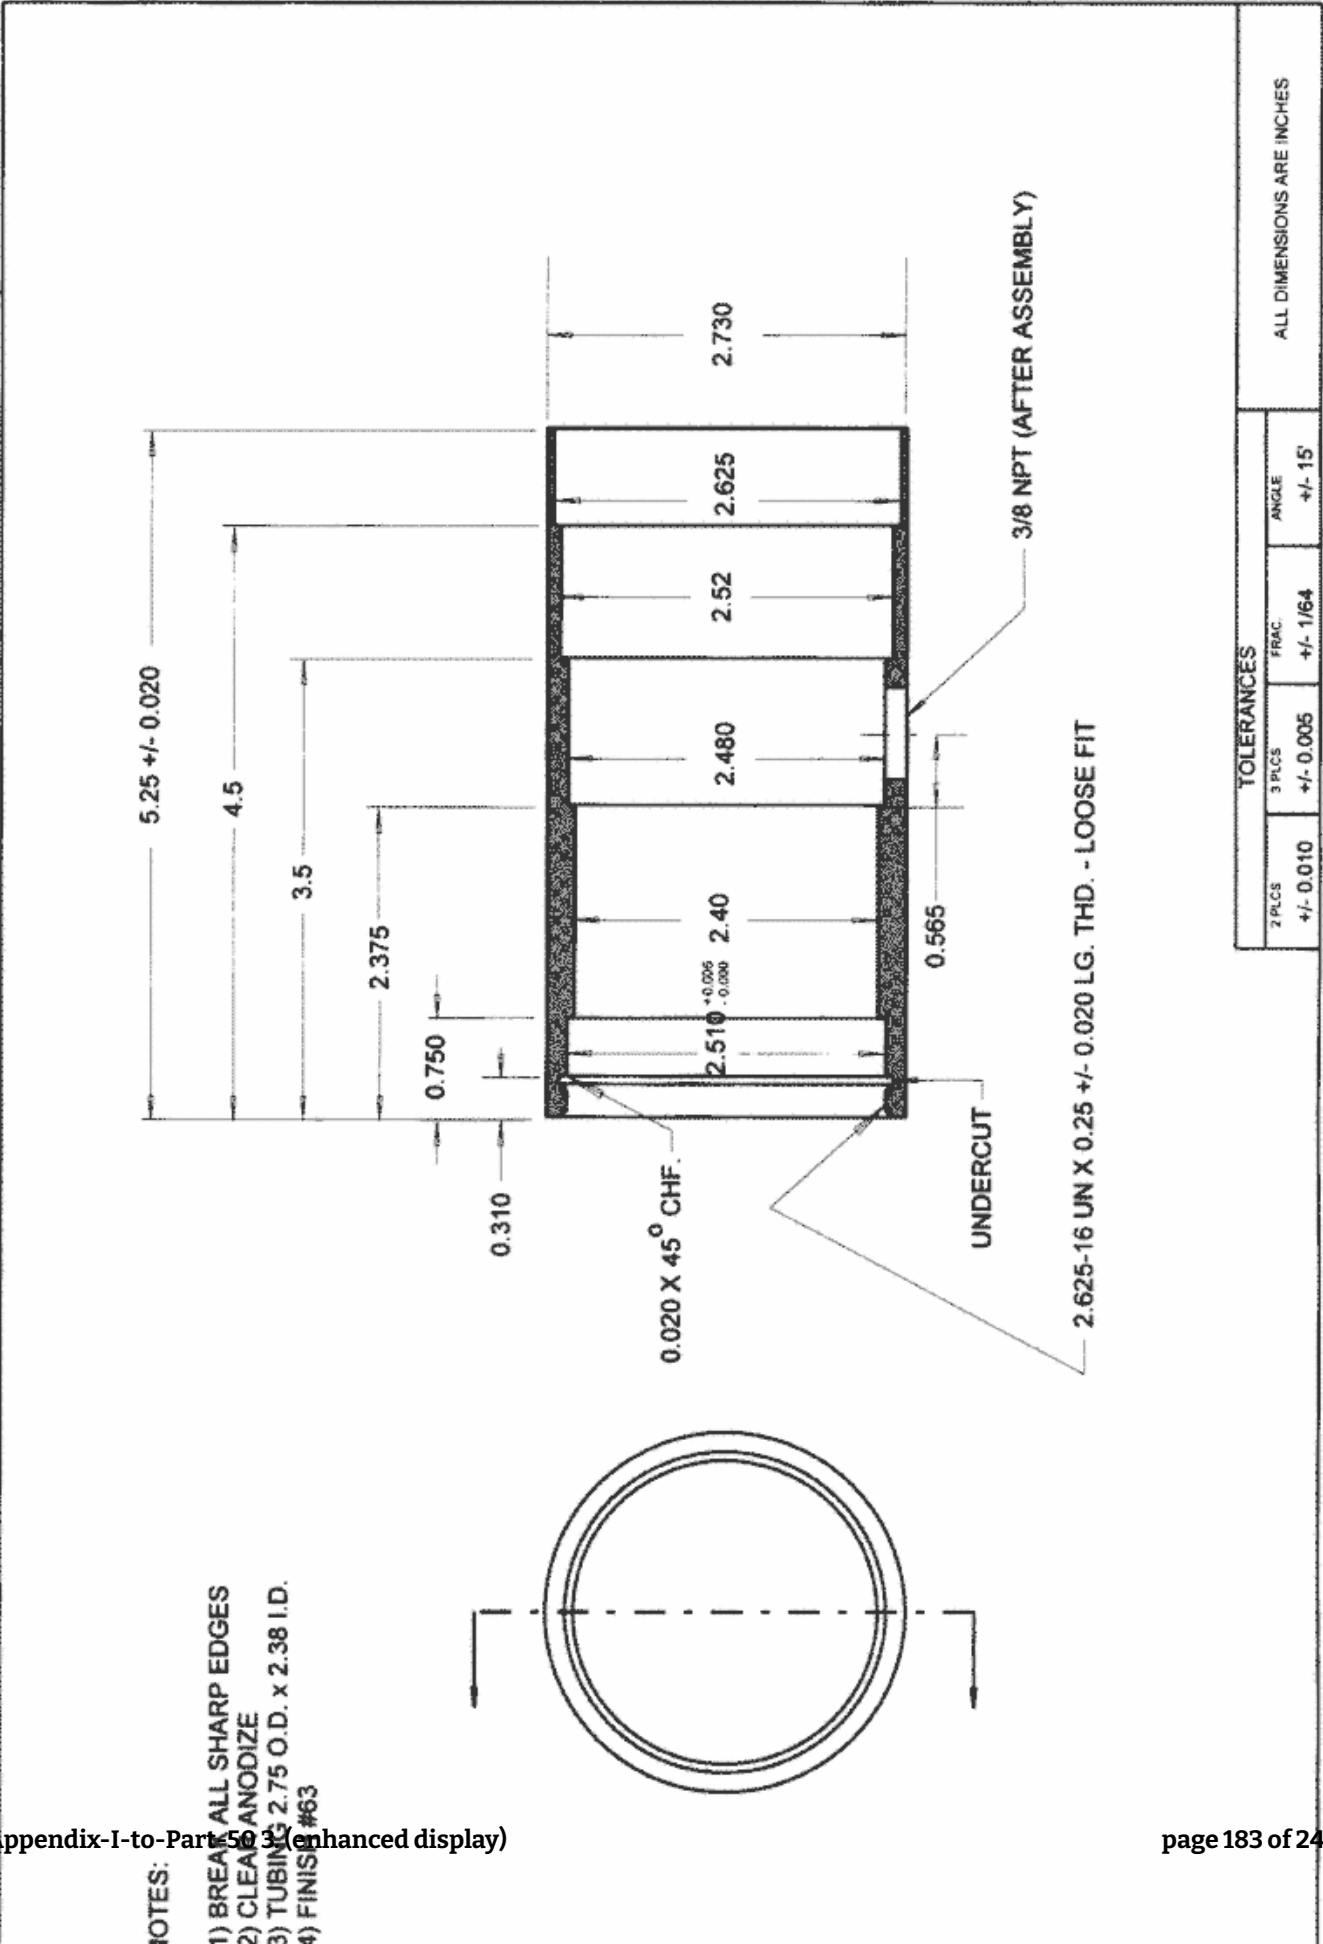 NOTES:
1) BREAK ALL SHARP EDGES
2) CLEAR ANODIZE
3) TUBING 2.75 O.D. x 2.38 I.D.
4) FINISH #63
5.25 +/- 0.020
4.5
3.5
2.375
0.750
0.310
0.020 X 45° CHF.
2.510 +0.005 - 0.000
2.40
2.480
2.52
2.625
2.730
0.565
UNDERCUT
3/8 NPT (AFTER ASSEMBLY)
2.625-16 UN X 0.25 +/- 0.020 LG. THD. - LOOSE FIT
TOLERANCES
2 PLCS
3 PLCS
FRAC.
ANGLE
+/- 0.010
+/- 0.005
+/- 1/64
+/- 15'
ALL DIMENSIONS ARE INCHES
ppendix-I-to-Part-50 3.(enhanced display)
page 183 of 24